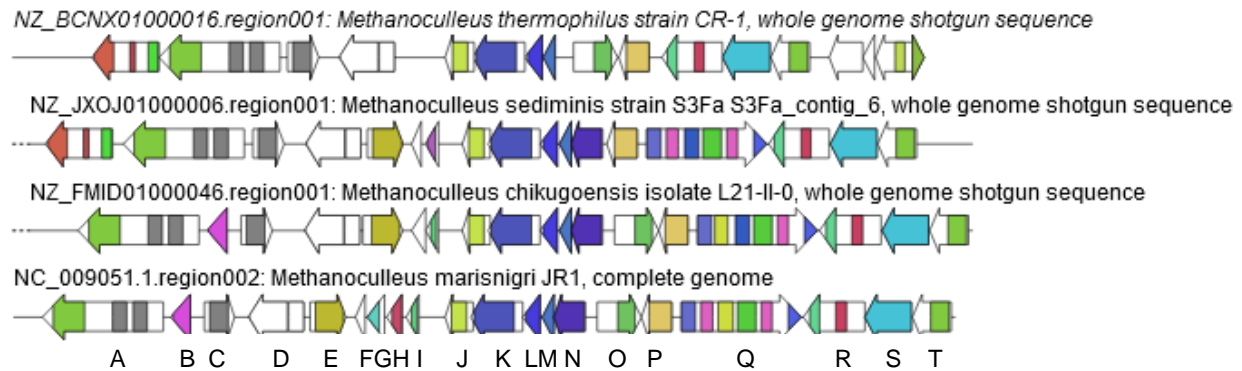 NZ_BCNX01000016.region001: Methanoculleus thermophilus strain CR-1, whole genome shotgun sequence
NZ_JXOJ01000006.region001: Methanoculleus sediminis strain S3Fa S3Fa_contig_6, whole genome shotgun sequence
NZ_FMID01000046.region001: Methanoculleus chikugoensis isolate L21-II-0, whole genome shotgun sequence
NC_009051.1.region002: Methanoculleus marisnigri JR1, complete genome
A B C D E F G H I J K L M N O P Q R S T